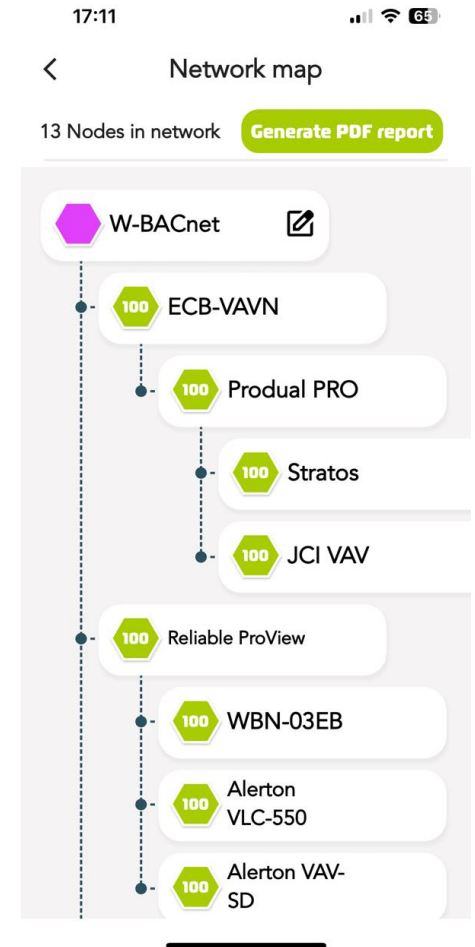 17:11
65
Network map
13 Nodes in network
Generate PDF report
W-BACnet
100
ECB-VAVN
100
Produal PRO
100
Stratos
100
JCI VAV
100
Reliable ProView
100
WBN-03EB
100
Alerton
VLC-550
100
Alerton VAV-
SD